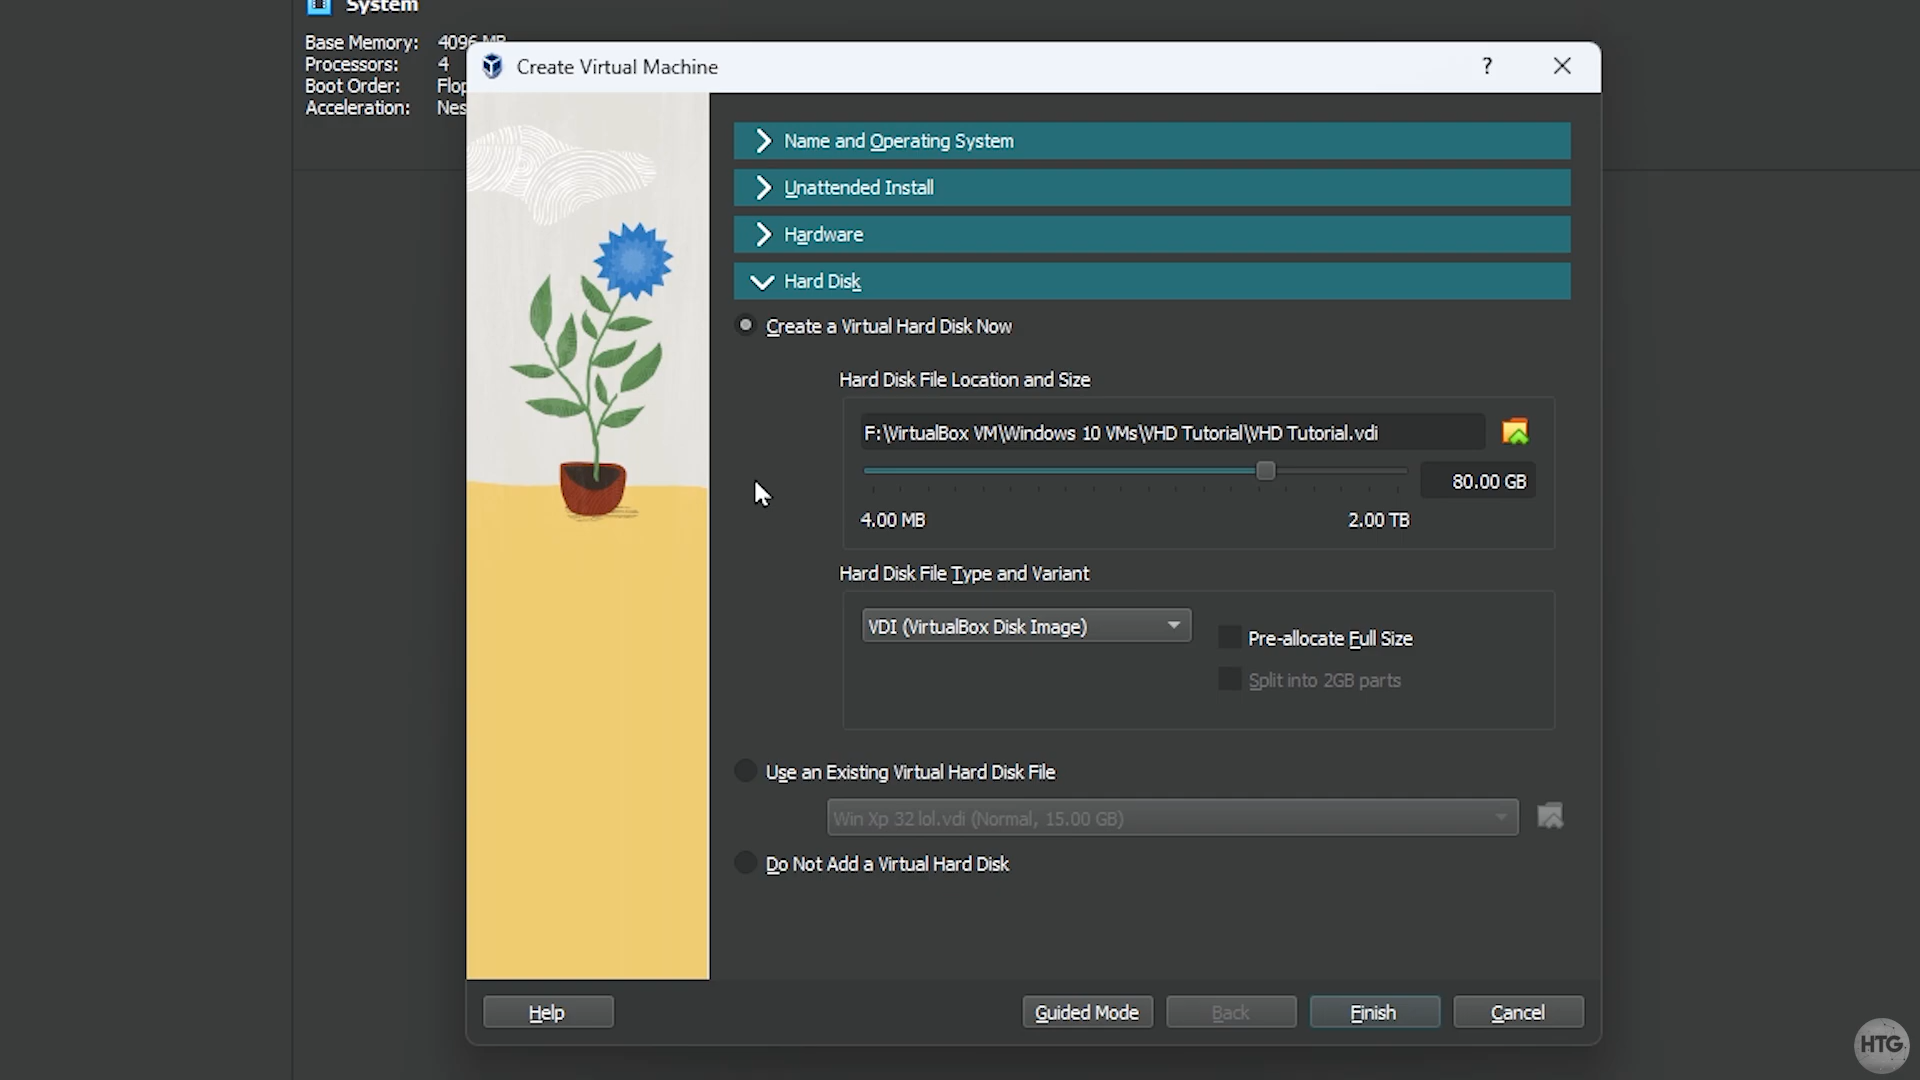 System
Base Memory: 4096 MB
Processors: 4
Boot Order:
Acceleration:
Create Virtual Machine
?
Name and Operating System
Unattended Install
Hardware
Hard Disk
Create a Virtual Hard Disk Now
Hard Disk File Location and Size
F:\VirtualBox VM\Windows 10 VMs\VHD Tutorial\VHD Tutorial.vdi
80.00 GB
4.00 MB 2.00 TB
Hard Disk File Type and Variant
VDI (VirtualBox Disk Image)
Pre-allocate Full Size
Split into 2GB parts
Use an Existing Virtual Hard Disk File
Win Xp 32 lol.vdi (Normal, 15.00 GB)
Do Not Add a Virtual Hard Disk
Help Guided Mode Back Finish Cancel
HTG